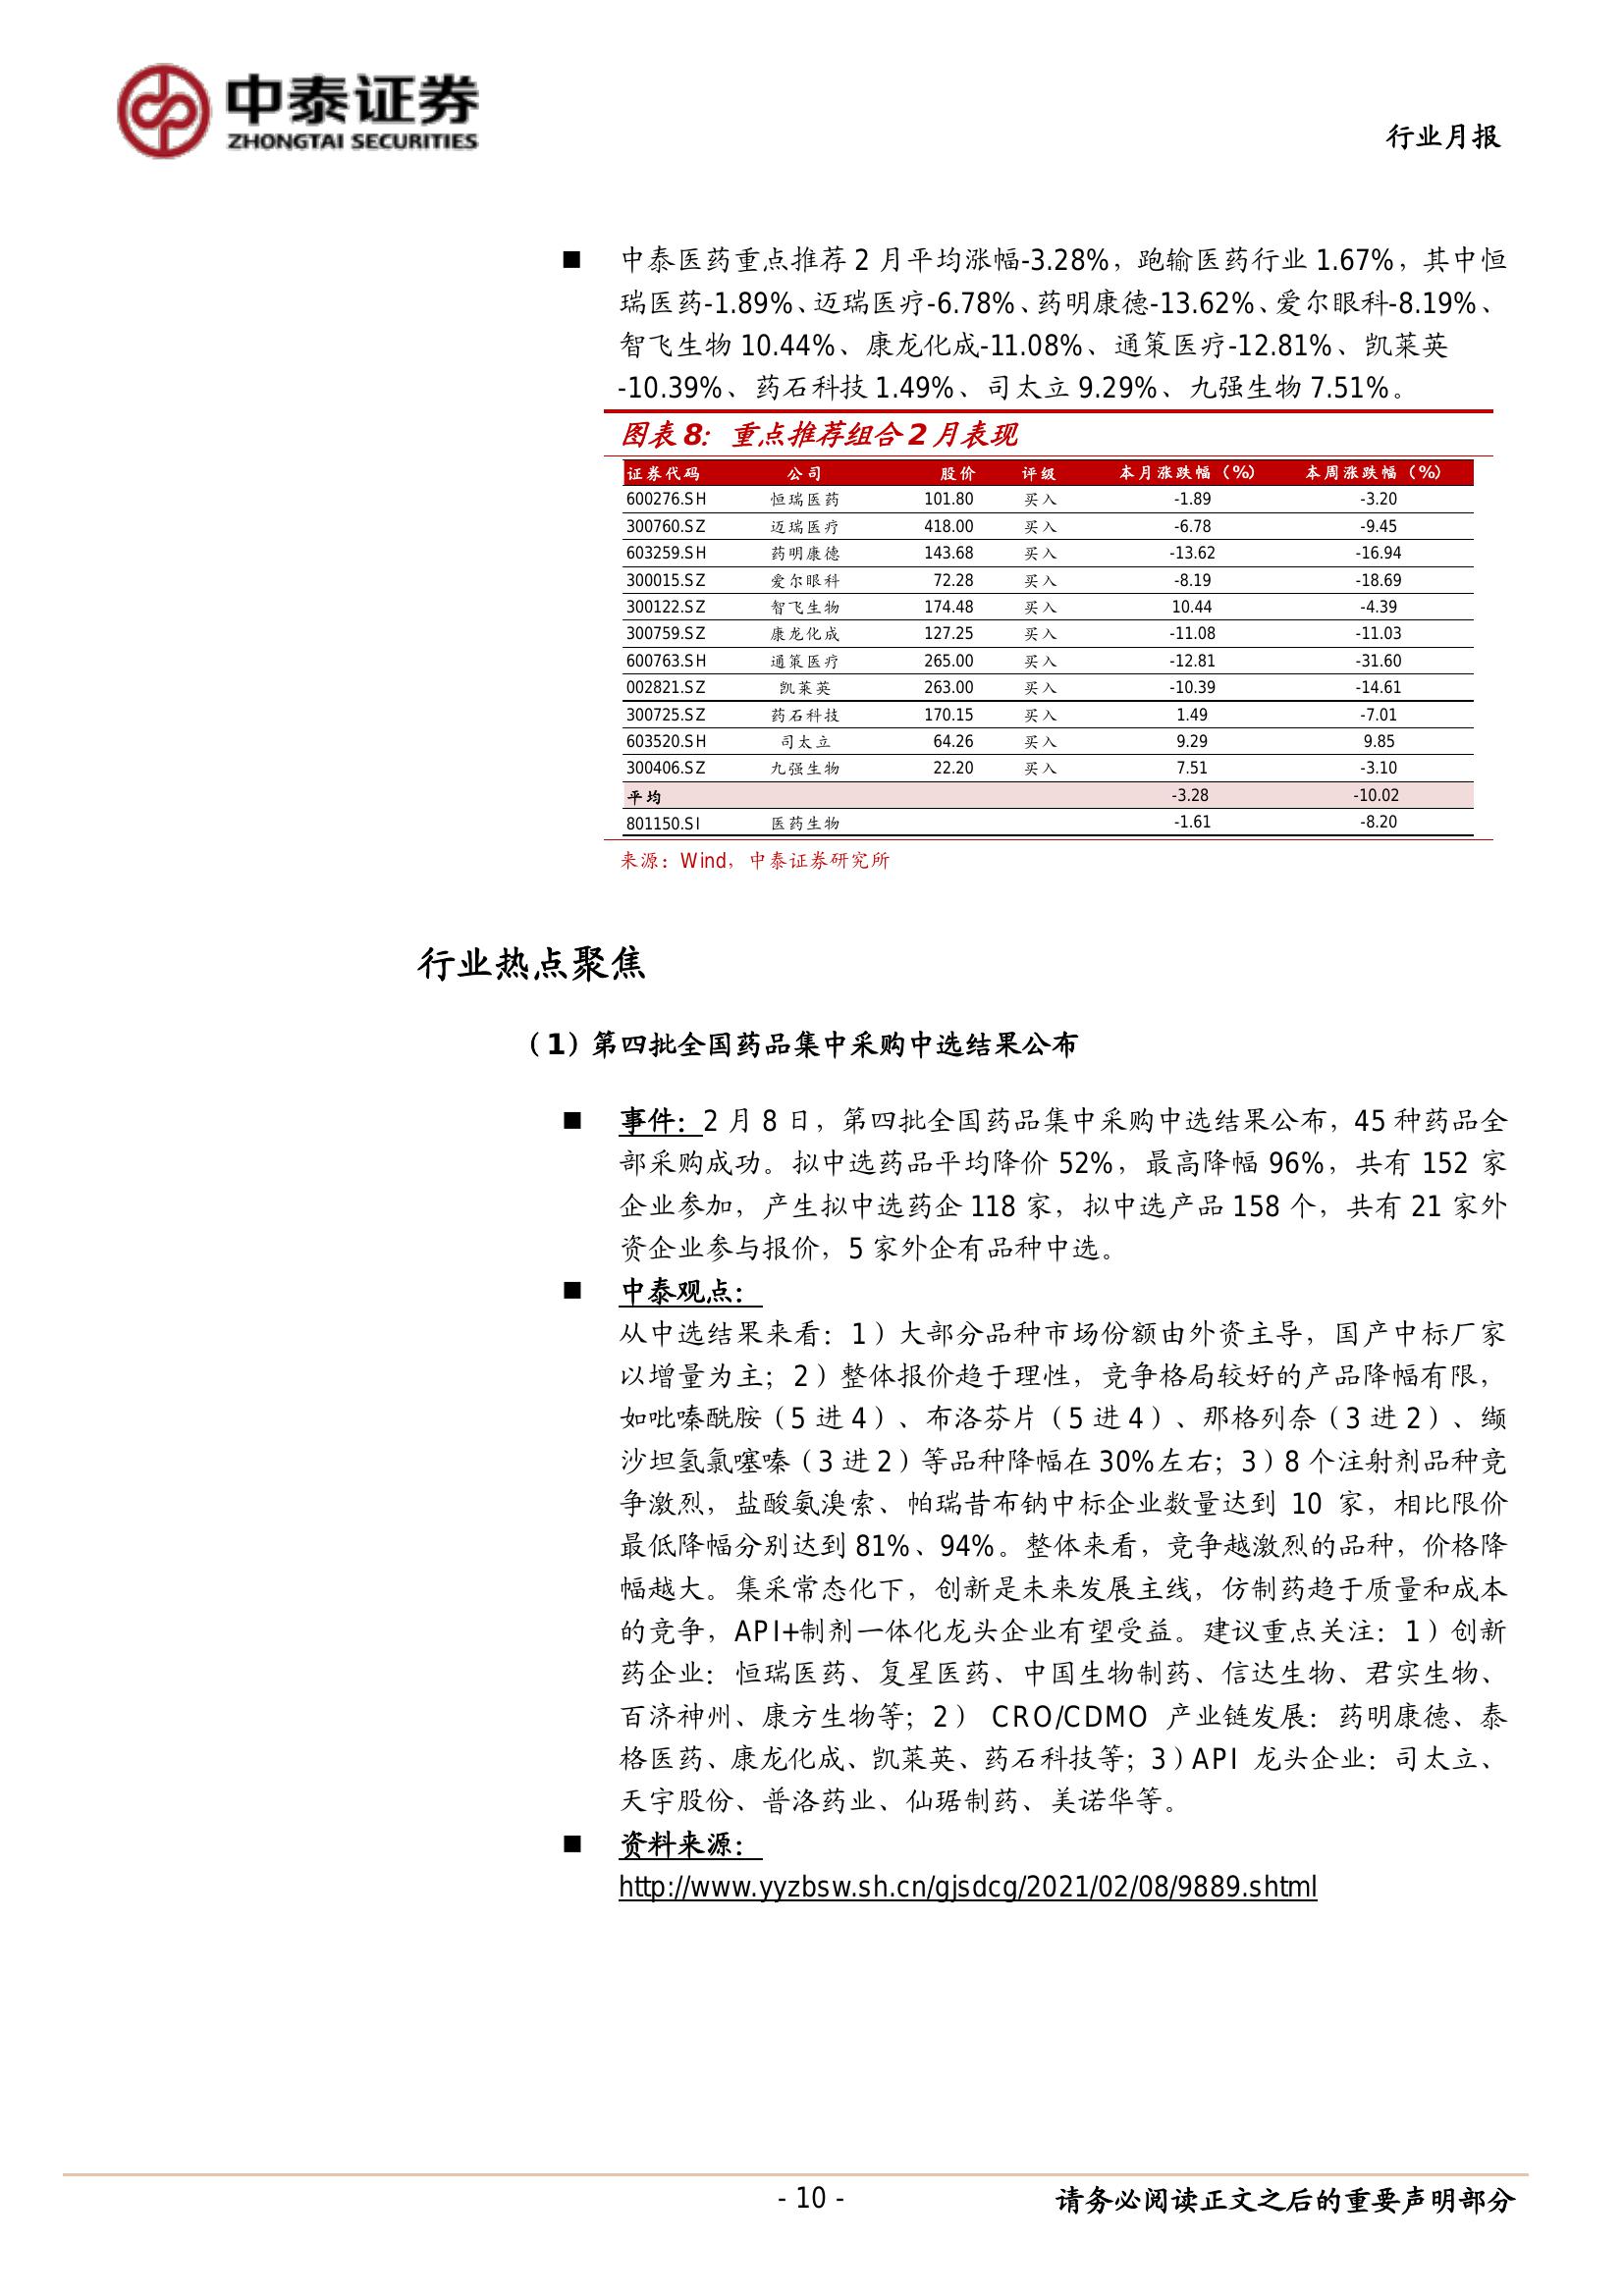 中泰证券
ZHONGTAI SECURITIES
行业月报
■ 中泰医药重点推荐 2 月平均涨幅-3.28%，跑输医药行业 1.67%，其中恒
瑞医药-1.89%、迈瑞医疗-6.78%、药明康德-13.62%、爱尔眼科-8.19%、
智飞生物 10.44%、康龙化成-11.08%、通策医疗-12.81%、凯莱英
-10.39%、药石科技 1.49%、司太立 9.29%、九强生物 7.51%。
图表 8：重点推荐组合 2 月表现
证券代码 公司 股价 评级 本月涨跌幅（%） 本周涨跌幅（%）
600276.SH 恒瑞医药 101.80 买入 -1.89 -3.20
300760.SZ 迈瑞医疗 418.00 买入 -6.78 -9.45
603259.SH 药明康德 143.68 买入 -13.62 -16.94
300015.SZ 爱尔眼科 72.28 买入 -8.19 -18.69
300122.SZ 智飞生物 174.48 买入 10.44 -4.39
300759.SZ 康龙化成 127.25 买入 -11.08 -11.03
600763.SH 通策医疗 265.00 买入 -12.81 -31.60
002821.SZ 凯莱英 263.00 买入 -10.39 -14.61
300725.SZ 药石科技 170.15 买入 1.49 -7.01
603520.SH 司太立 64.26 买入 9.29 9.85
300406.SZ 九强生物 22.20 买入 7.51 -3.10
平均 -3.28 -10.02
801150.SI 医药生物 -1.61 -8.20
来源：Wind，中泰证券研究所
行业热点聚焦
（1）第四批全国药品集中采购中选结果公布
■ 事件：2 月 8 日，第四批全国药品集中采购中选结果公布，45 种药品全
部采购成功。拟中选药品平均降价 52%，最高降幅 96%，共有 152 家
企业参加，产生拟中选药企 118 家，拟中选产品 158 个，共有 21 家外
资企业参与报价，5 家外企有品种中选。
■ 中泰观点：
从中选结果来看：1）大部分品种市场份额由外资主导，国产中标厂家
以增量为主；2）整体报价趋于理性，竞争格局较好的产品降幅有限，
如吡嗪酰胺（5 进 4）、布洛芬片（5 进 4）、那格列奈（3 进 2）、缬
沙坦氢氯噻嗪（3 进 2）等品种降幅在 30%左右；3）8 个注射剂品种竞
争激烈，盐酸氨溴索、帕瑞昔布钠中标企业数量达到 10 家，相比限价
最低降幅分别达到 81%、94%。整体来看，竞争越激烈的品种，价格降
幅越大。集采常态化下，创新是未来发展主线，仿制药趋于质量和成本
的竞争，API+制剂一体化龙头企业有望受益。建议重点关注：1）创新
药企业：恒瑞医药、复星医药、中国生物制药、信达生物、君实生物、
百济神州、康方生物等；2） CRO/CDMO 产业链发展：药明康德、泰
格医药、康龙化成、凯莱英、药石科技等；3）API 龙头企业：司太立、
天宇股份、普洛药业、仙琚制药、美诺华等。
■ 资料来源：
http://www.yyzbsw.sh.cn/gjsdcg/2021/02/08/9889.shtml
- 10 -
请务必阅读正文之后的重要声明部分